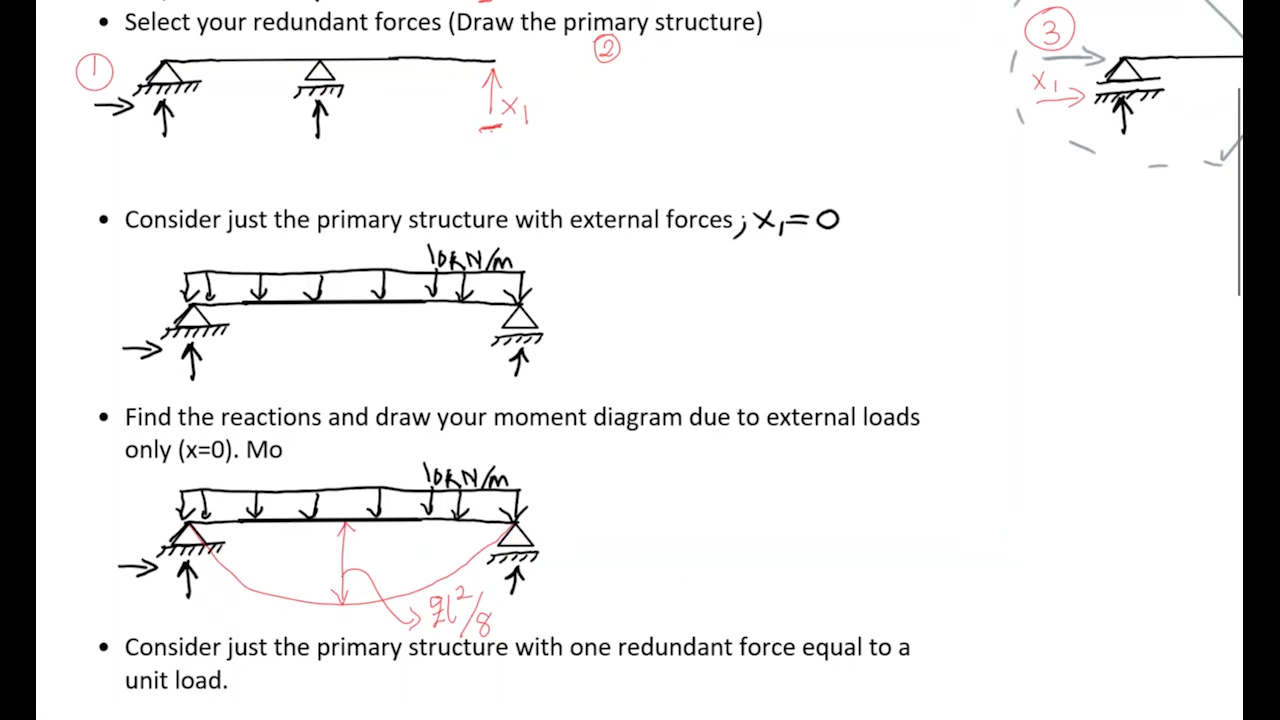 • Select your redundant forces (Draw the primary structure)
1
2
3
x1
x1
• Consider just the primary structure with external forces ; x1=0
10kN/m
• Find the reactions and draw your moment diagram due to external loads
only (x=0). Mo
10kN/m
ql²/8
• Consider just the primary structure with one redundant force equal to a
unit load.